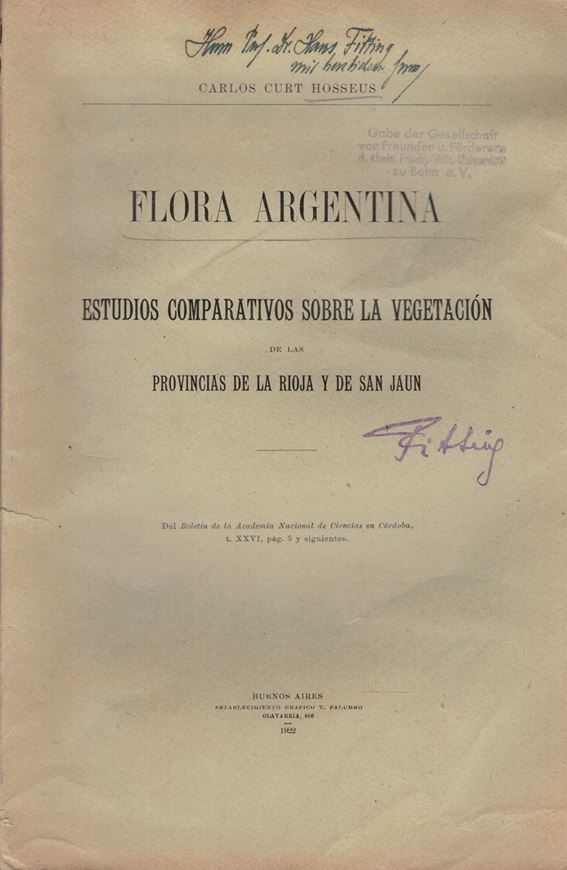 Herrn Prof. Dr. Hans Fitting
mit herzlichem Gruss
CARLOS CURT HOSSEUS
Gabe der Gesellschaft
von Freunden u. Förderern
d. Rhein. Friedr.-Wilh.-Universität
zu Bonn e. V.
FLORA ARGENTINA
ESTUDIOS COMPARATIVOS SOBRE LA VEGETACIÓN
DE LAS
PROVINCIAS DE LA RIOJA Y DE SAN JAUN
Fitting
Del Boletín de la Academia Nacional de Ciencias en Córdoba,
t. XXVI, pág. 5 y siguientes.
BUENOS AIRES
ESTABLECIMIENTO GRÁFICO T. PALUMBO
OLAVARRIA, 600
1922